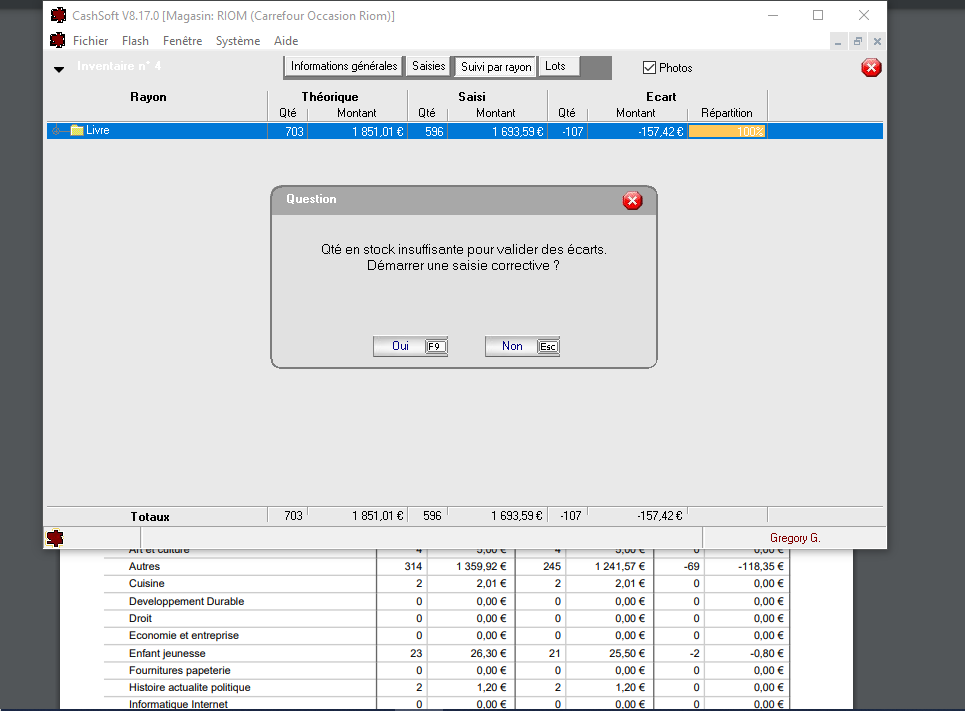 CashSoft V8.17.0 [Magasin: RIOM (Carrefour Occasion Riom)]
Fichier Flash Fenêtre Système Aide
Inventaire n° 4 Informations générales Saisies Suivi par rayon Lots Photos
Rayon Théorique Saisi Ecart
Qté Montant Qté Montant Qté Montant Répartition
Livre 703 1 851,01 € 596 1 693,59 € -107 -157,42 € 100%
Question
Qté en stock insuffisante pour valider des écarts.
Démarrer une saisie corrective ?
Oui F9 Non Esc
Totaux 703 1 851,01 € 596 1 693,59 € -107 -157,42 €
Gregory G.
Art et culture 4 5,00 € 4 5,00 € 0 0,00 €
Autres 314 1 359,92 € 245 1 241,57 € -69 -118,35 €
Cuisine 2 2,01 € 2 2,01 € 0 0,00 €
Developpement Durable 0 0,00 € 0 0,00 € 0 0,00 €
Droit 0 0,00 € 0 0,00 € 0 0,00 €
Economie et entreprise 0 0,00 € 0 0,00 € 0 0,00 €
Enfant jeunesse 23 26,30 € 21 25,50 € -2 -0,80 €
Fournitures papeterie 0 0,00 € 0 0,00 € 0 0,00 €
Histoire actualite politique 2 1,20 € 2 1,20 € 0 0,00 €
Informatique Internet 0 0,00 € 0 0,00 € 0 0,00 €